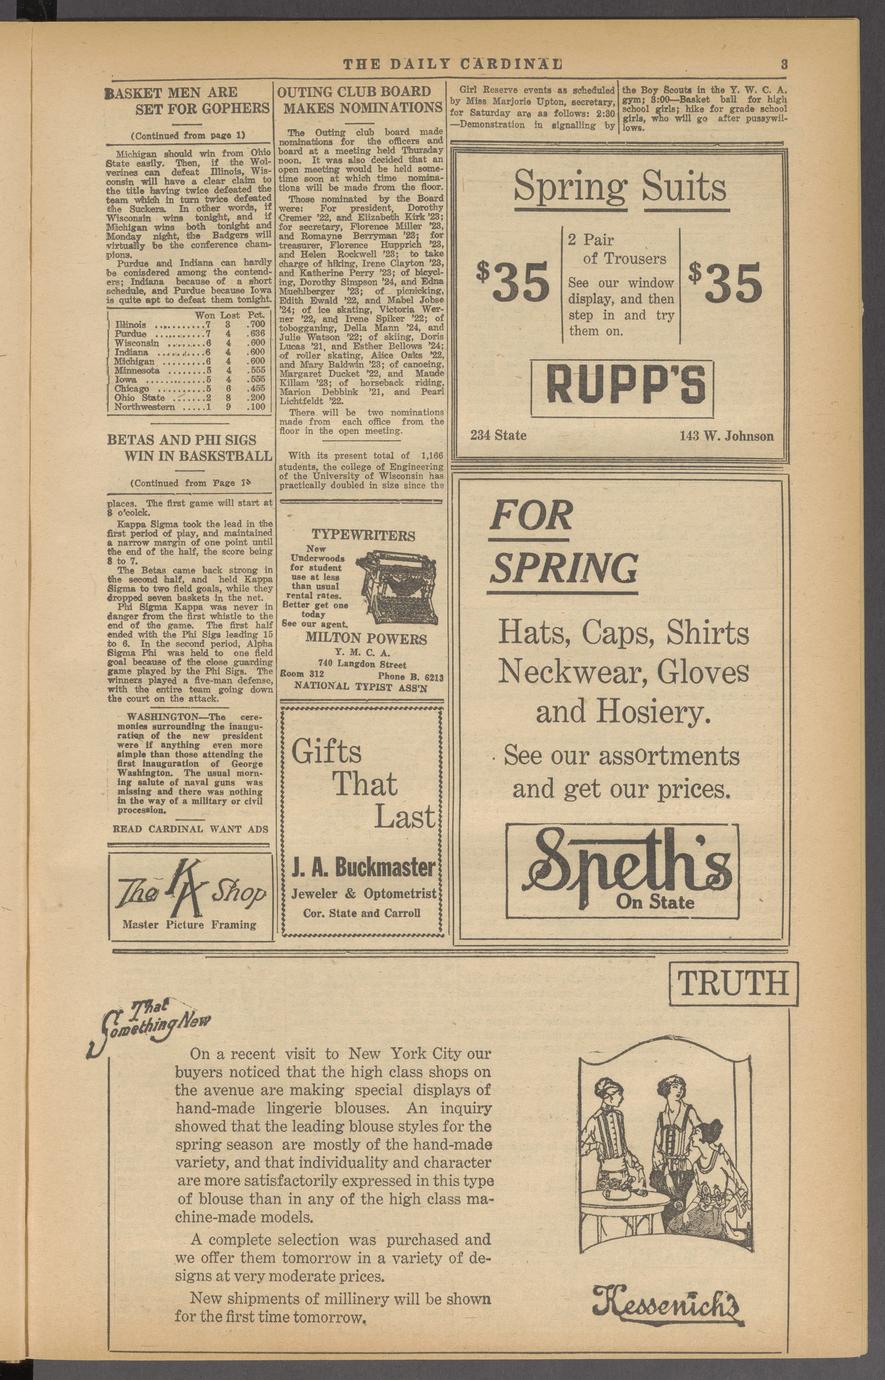 THE DAILY CARDINAL
3
BASKET MEN ARE
SET FOR GOPHERS
(Continued from page 1)
Michigan should win from Ohio
State easily. Then, if the Wol-
verines can defeat Illinois, Wis-
consin will have a clear claim to
the title having twice defeated the
team which in turn twice defeated
the Suckers. In other words, if
Wisconsin wins tonight, and if
Michigan wins both tonight and
Monday night, the Badgers will
virtually be the conference cham-
pions.
Purdue and Indiana can hardly
be conisdered among the contend-
ers; Indiana because of a short
schedule, and Purdue because Iowa
is quite apt to defeat them tonight.
Won Lost Pct.
Illinois ..........7 3 .700
Purdue ..........7 4 .636
Wisconsin ........6 4 .600
Indiana ..........6 4 .600
Michigan .........6 4 .600
Minnesota ........5 4 .555
Iowa .............5 4 .555
Chicago ..........5 6 .455
Ohio State .......2 8 .200
Northwestern .....1 9 .100
BETAS AND PHI SIGS
WIN IN BASKSTBALL
(Continued from Page 1)
places. The first game will start at
8 o'colck.
Kappa Sigma took the lead in the
first period of play, and maintained
a narrow margin of one point until
the end of the half, the score being
8 to 7.
The Betas came back strong in
the second half, and held Kappa
Sigma to two field goals, while they
dropped seven baskets in the net.
Phi Sigma Kappa was never in
danger from the first whistle to the
end of the game. The first half
ended with the Phi Sigs leading 15
to 6. In the second period, Alpha
Sigma Phi was held to one field
goal because of the close guarding
game played by the Phi Sigs. The
winners played a five-man defense,
with the entire team going down
the court on the attack.
WASHINGTON—The cere-
monies surrounding the inaugu-
ration of the new president
were if anything even more
simple than those attending the
first inauguration of George
Washington. The usual morn-
ing salute of naval guns was
missing and there was nothing
in the way of a military or civil
procession.
READ CARDINAL WANT ADS
The KK Shop
Master Picture Framing
OUTING CLUB BOARD
MAKES NOMINATIONS
The Outing club board made
nominations for the officers and
board at a meeting held Thursday
noon. It was also decided that an
open meeting would be held some-
time soon at which time nomina-
tions will be made from the floor.
Those nominated by the Board
were: For president, Dorothy
Cremer '22, and Elizabeth Kirk '23;
for secretary, Florence Miller '23,
and Romayne Berryman '23; for
treasurer, Florence Hupprich '23,
and Helen Rockwell '23; to take
charge of hiking, Irene Clayton '23,
and Katherine Perry '23; of bicycl-
ing, Dorothy Simpson '24, and Edna
Muehlberger '23; of picnicking,
Edith Ewald '22, and Mabel Jobse
'24; of ice skating, Victoria Wer-
ner '22, and Irene Spiker '22; of
tobogganing, Della Mann '24, and
Julie Watson '22; of skiing, Doris
Lucas '21, and Esther Bellows '24;
of roller skating, Alice Oaks '22,
and Mary Baldwin '23; of canoeing,
Margaret Ducket '22, and Maude
Killam '23; of horseback riding,
Marion Debbink '21, and Pearl
Lichtfeldt '22.
There will be two nominations
made from each office from the
floor in the open meeting.
With its present total of 1,166
students, the college of Engineering
of the University of Wisconsin has
practically doubled in size since the
TYPEWRITERS
New
Underwoods
for student
use at less
than usual
rental rates.
Better get one
today
See our agent.
MILTON POWERS
Y. M. C. A.
740 Langdon Street
Room 312 Phone B. 6213
NATIONAL TYPIST ASS'N
Gifts
That
Last
J. A. Buckmaster
Jeweler & Optometrist
Cor. State and Carroll
Girl Reserve events as scheduled
by Miss Marjorie Upton, secretary,
for Saturday are as follows: 2:30
—Demonstration in signalling by
the Boy Scouts in the Y. W. C. A.
gym; 3:00—Basket ball for high
school girls; hike for grade school
girls, who will go after pussywil-
lows.
Spring Suits
$35
2 Pair
of Trousers
See our window
display, and then
step in and try
them on.
$35
RUPP'S
234 State 143 W. Johnson
FOR
SPRING
Hats, Caps, Shirts
Neckwear, Gloves
and Hosiery.
See our assortments
and get our prices.
Speth's
On State
TRUTH
That
Something New
On a recent visit to New York City our
buyers noticed that the high class shops on
the avenue are making special displays of
hand-made lingerie blouses. An inquiry
showed that the leading blouse styles for the
spring season are mostly of the hand-made
variety, and that individuality and character
are more satisfactorily expressed in this type
of blouse than in any of the high class ma-
chine-made models.
A complete selection was purchased and
we offer them tomorrow in a variety of de-
signs at very moderate prices.
New shipments of millinery will be shown
for the first time tomorrow.
Kessenich's